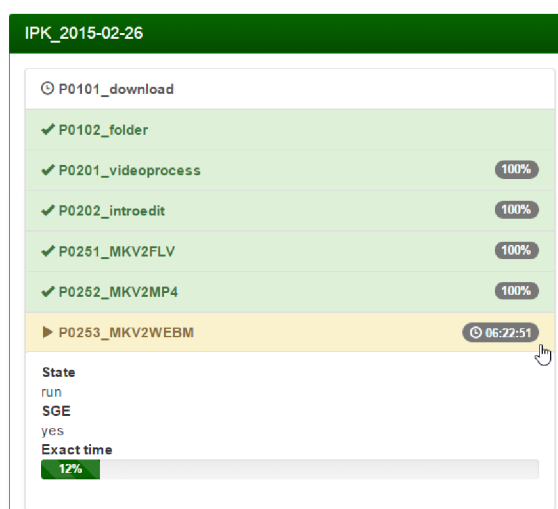 IPK_2015-02-26
P0101_download
P0102_folder
P0201_videoprocess 100%
P0202_introedit 100%
P0251_MKV2FLV 100%
P0252_MKV2MP4 100%
P0253_MKV2WEBM 06:22:51
State
run
SGE
yes
Exact time
12%